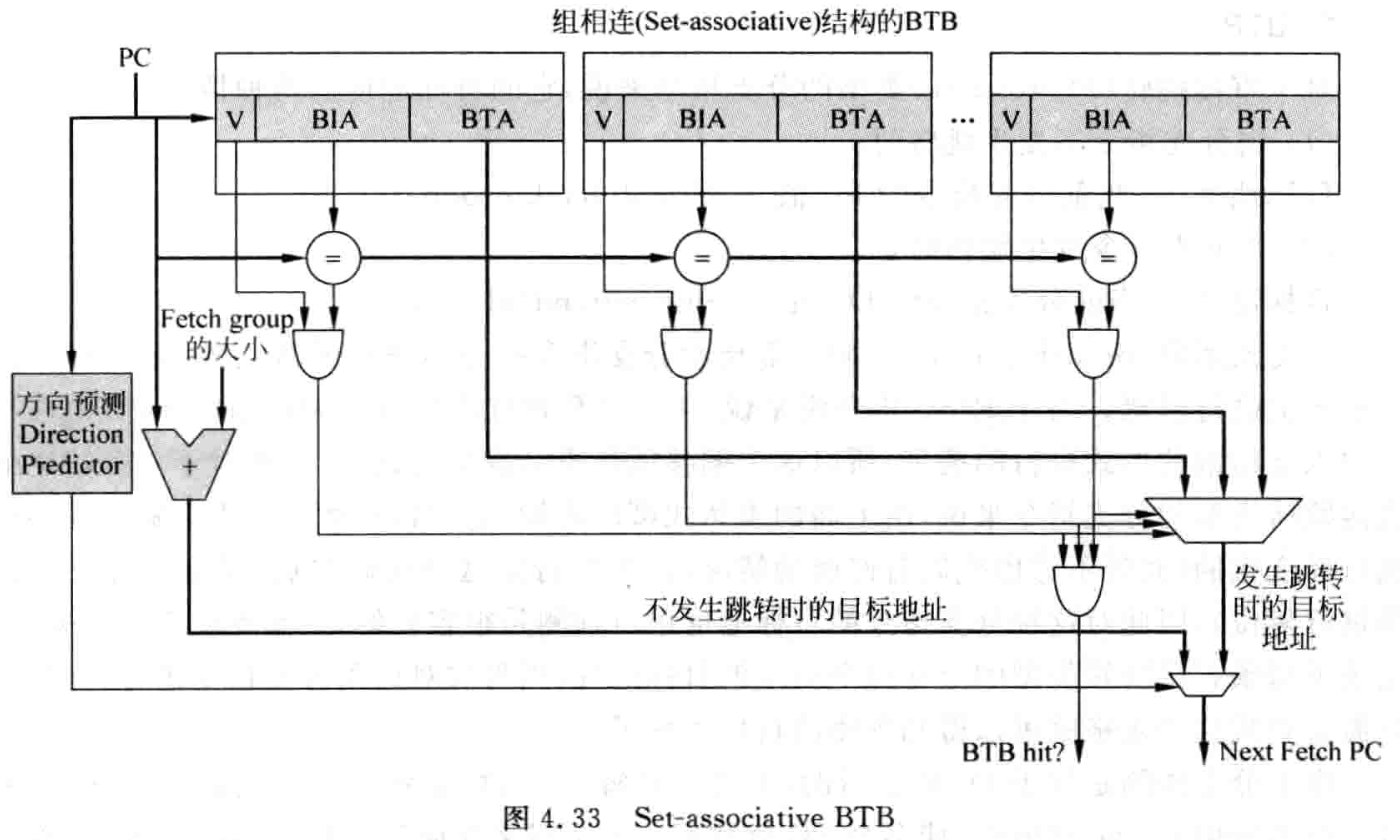 组相连(Set-associative)结构的BTB
PC
V BIA BTA V BIA BTA ... V BIA BTA
= = =
Fetch group
的大小
方向预测
Direction
Predictor
+
不发生跳转时的目标地址
发生跳转
时的目标
地址
BTB hit?
Next Fetch PC
图 4.33 Set-associative BTB